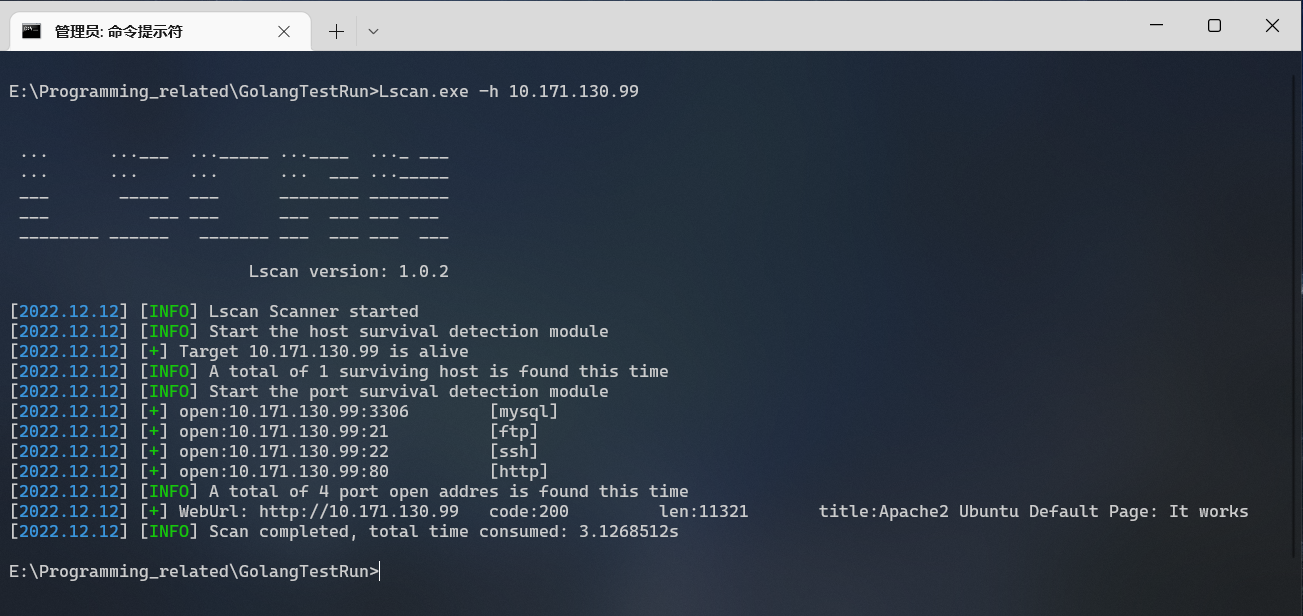 管理员: 命令提示符
E:\Programming_related\GolangTestRun>Lscan.exe -h 10.171.130.99
Lscan version: 1.0.2
[2022.12.12] [INFO] Lscan Scanner started
[2022.12.12] [INFO] Start the host survival detection module
[2022.12.12] [+] Target 10.171.130.99 is alive
[2022.12.12] [INFO] A total of 1 surviving host is found this time
[2022.12.12] [INFO] Start the port survival detection module
[2022.12.12] [+] open:10.171.130.99:3306 [mysql]
[2022.12.12] [+] open:10.171.130.99:21 [ftp]
[2022.12.12] [+] open:10.171.130.99:22 [ssh]
[2022.12.12] [+] open:10.171.130.99:80 [http]
[2022.12.12] [INFO] A total of 4 port open addres is found this time
[2022.12.12] [+] WebUrl: http://10.171.130.99 code:200 len:11321 title:Apache2 Ubuntu Default Page: It works
[2022.12.12] [INFO] Scan completed, total time consumed: 3.1268512s
E:\Programming_related\GolangTestRun>